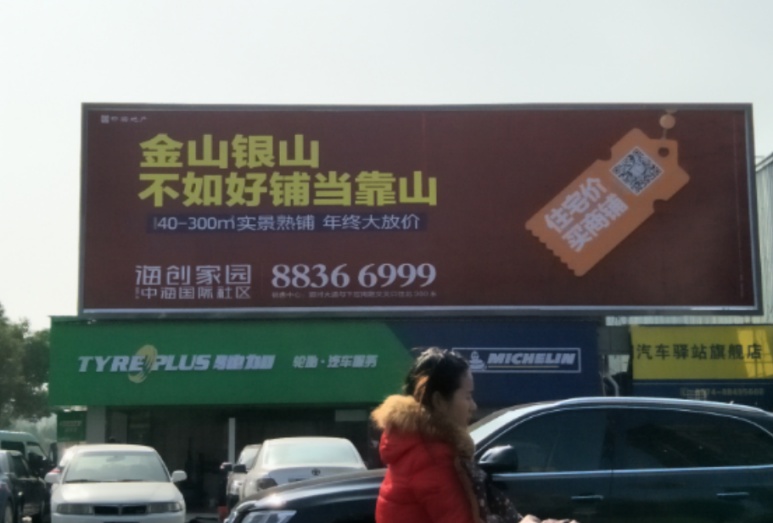 金山银山
不如好铺当靠山
40-300㎡实景熟铺 年终大放价
住宅价
买商铺
海创家园
中海国际社区
8836 6999
TYREPLUS 驰加
轮胎·汽车服务
MICHELIN
汽车驿站旗舰店